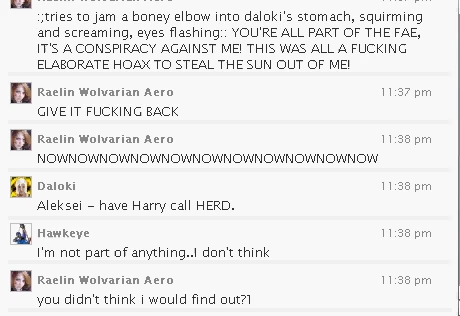 :;tries to jam a boney elbow into daloki's stomach, squirming
and screaming, eyes flashing:: YOU'RE ALL PART OF THE FAE,
IT'S A CONSPIRACY AGAINST ME! THIS WAS ALL A FUCKING
ELABORATE HOAX TO STEAL THE SUN OUT OF ME!
Raelin Wolvarian Aero 11:37 pm
GIVE IT FUCKING BACK
Raelin Wolvarian Aero 11:38 pm
NOWNOWNOWNOWNOWNOWNOWNOWNOWNOWNOW
Daloki 11:38 pm
Aleksei - have Harry call HERD.
Hawkeye 11:38 pm
I'm not part of anything..I don't think
Raelin Wolvarian Aero 11:38 pm
you didn't think i would find out?1